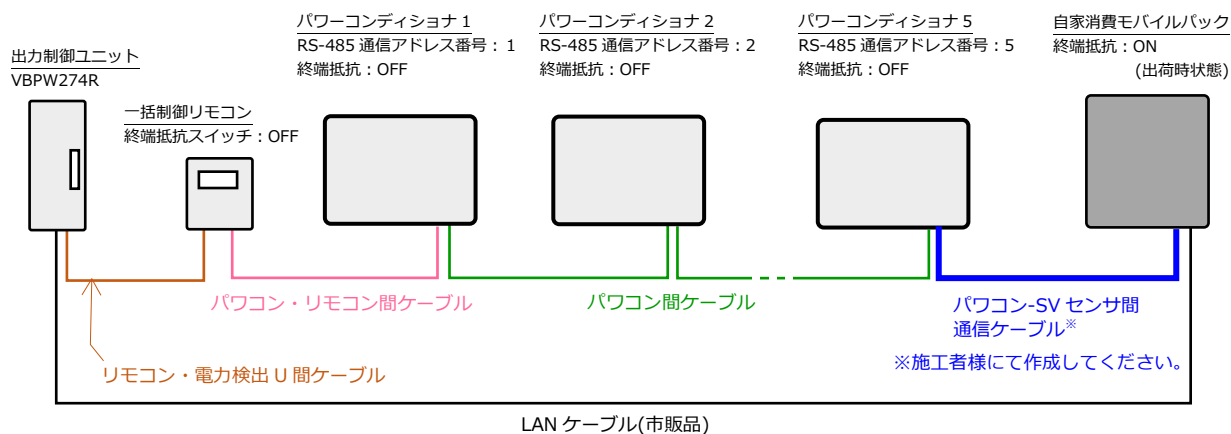 出力制御ユニット
VBPW274R
一括制御リモコン
終端抵抗スイッチ：OFF
パワーコンディショナ 1
RS-485 通信アドレス番号：1
終端抵抗：OFF
パワーコンディショナ 2
RS-485 通信アドレス番号：2
終端抵抗：OFF
パワーコンディショナ 5
RS-485 通信アドレス番号：5
終端抵抗：OFF
自家消費モバイルパック
終端抵抗：ON
(出荷時状態)
パワコン・リモコン間ケーブル
パワコン間ケーブル
パワコン-SV センサ間
通信ケーブル※
※施工者様にて作成してください。
リモコン・電力検出 U 間ケーブル
LAN ケーブル(市販品)